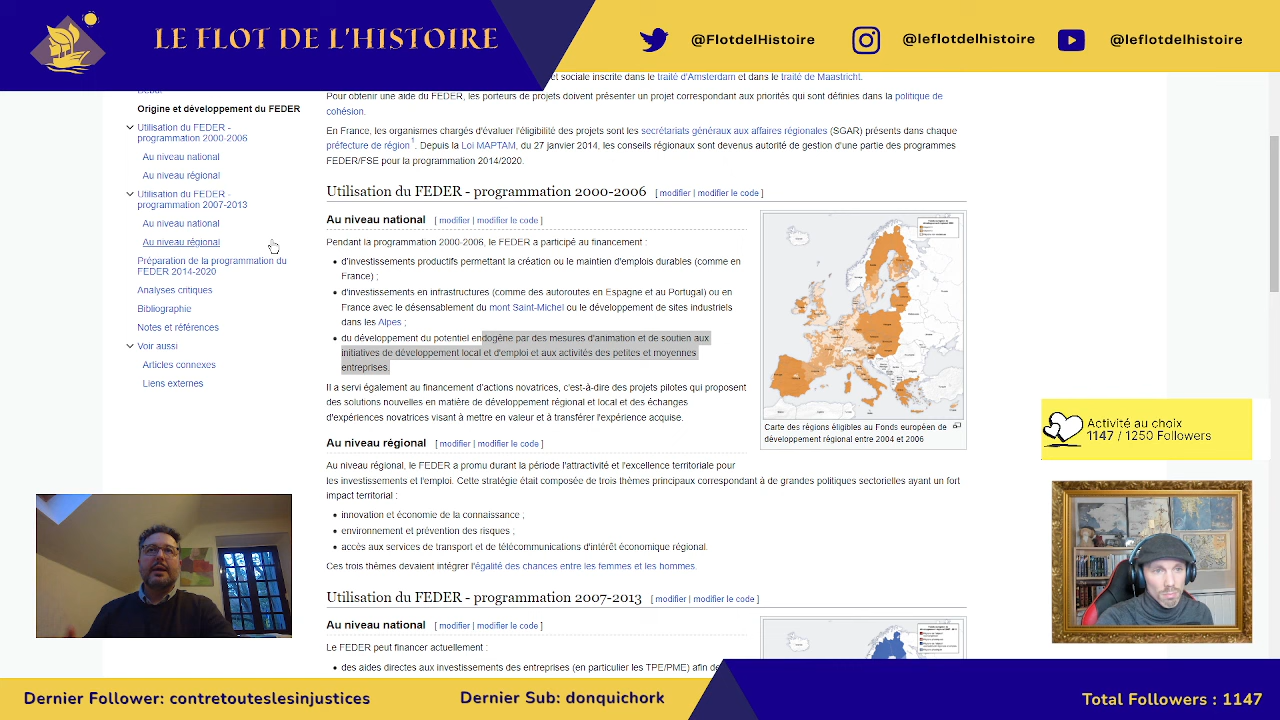 LE FLOT DE L'HISTOIRE
@FlotdelHistoire
@leflotdelhistoire
@leflotdelhistoire
Origine et développement du FEDER
Utilisation du FEDER -
programmation 2000-2006
Au niveau national
Au niveau régional
Utilisation du FEDER -
programmation 2007-2013
Au niveau national
Au niveau régional
Préparation de la programmation du
FEDER 2014-2020
Analyses critiques
Bibliographie
Notes et références
Voir aussi
Articles connexes
Liens externes
et sociale inscrite dans le traité d'Amsterdam et dans le traité de Maastricht.
Pour obtenir une aide du FEDER, les porteurs de projets doivent présenter un projet correspondant aux priorités qui sont définies dans la politique de
cohésion.
En France, les organismes chargés d'évaluer l'éligibilité des projets sont les secrétariats généraux aux affaires régionales (SGAR) présents dans chaque
préfecture de région1. Depuis la Loi MAPTAM, du 27 janvier 2014, les conseils régionaux sont devenus autorité de gestion d'une partie des programmes
FEDER/FSE pour la programmation 2014/2020.
Utilisation du FEDER - programmation 2000-2006 [ modifier | modifier le code ]
Au niveau national [ modifier | modifier le code ]
Pendant la programmation 2000-2006, le FEDER a participé au financement :
d'investissements productifs permettant la création ou le maintien d'emplois durables (comme en
France) ;
d'investissements en infrastructures (comme des autoroutes en Espagne et au Portugal) ou en
France avec le désensablement du mont Saint-Michel ou le développement de sites industriels
dans les Alpes ;
du développement du potentiel endogène par des mesures d'animation et de soutien aux
initiatives de développement local et d'emploi et aux activités des petites et moyennes
entreprises.
Il a servi également au financement d'actions novatrices, c'est-à-dire des projets pilotes qui proposent
des solutions nouvelles en matière de développement régional et local et des échanges
d'expériences novatrices visant à mettre en valeur et à transférer l'expérience acquise.
Carte des régions éligibles au Fonds européen de
développement régional entre 2004 et 2006
Au niveau régional [ modifier | modifier le code ]
Au niveau régional, le FEDER a promu durant la période l'attractivité et l'excellence territoriale pour
les investissements et l'emploi. Cette stratégie était composée de trois thèmes principaux correspondant à de grandes politiques sectorielles ayant un fort
impact territorial :
innovation et économie de la connaissance ;
environnement et prévention des risques ;
accès aux services de transport et de télécommunications d'intérêt économique régional.
Ces trois thèmes devaient intégrer l'égalité des chances entre les femmes et les hommes.
Utilisation du FEDER - programmation 2007-2013 [ modifier | modifier le code ]
Au niveau national [ modifier | modifier le code ]
Le FEDER peut financer actuellement :
des aides directes aux investissements des entreprises (en particulier les TPE/PME) afin de
Activité au choix
1147 / 1250 Followers
Dernier Follower: contretouteslesinjustices
Dernier Sub: donquichork
Total Followers : 1147